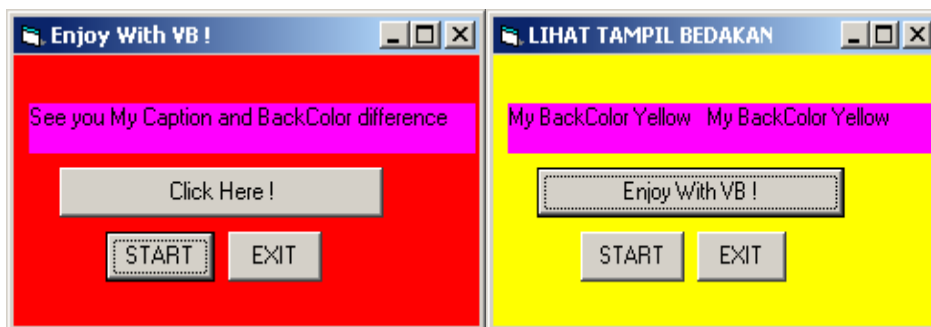 Enjoy With VB !
See you My Caption and BackColor difference
Click Here !
START EXIT
LIHAT TAMPIL BEDAKAN
My BackColor Yellow My BackColor Yellow
Enjoy With VB !
START EXIT